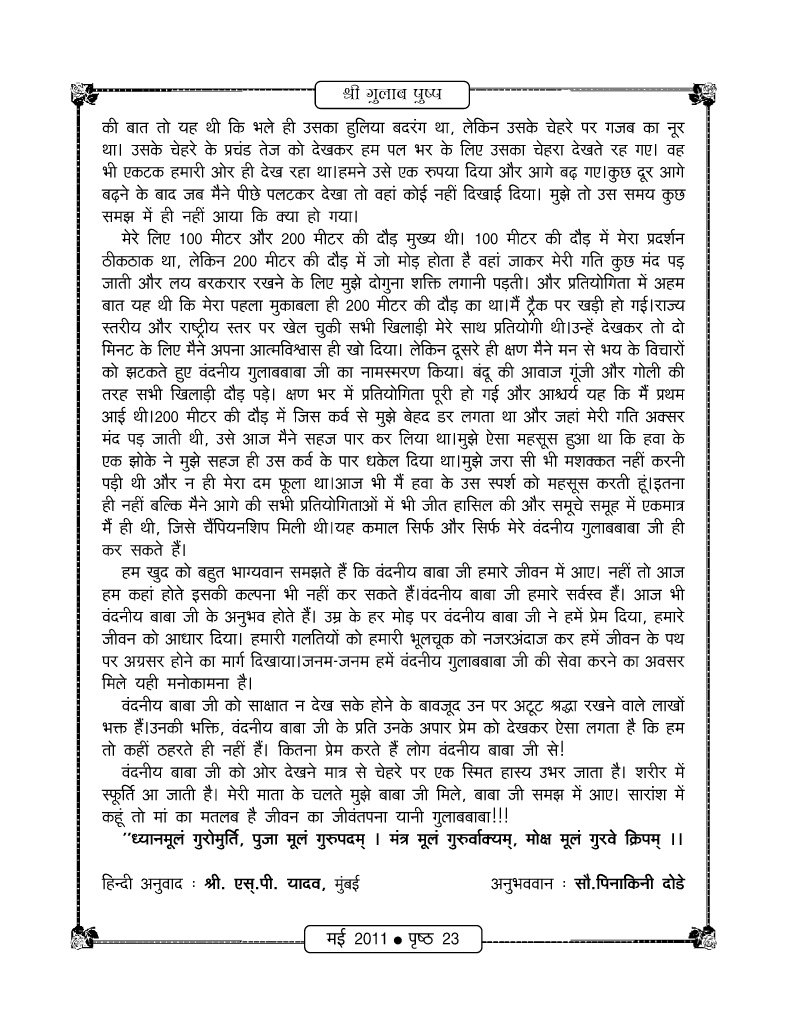 श्री गुलाब पुष्प
की बात तो यह थी कि भले ही उसका हुलिया बदरंग था, लेकिन उसके चेहरे पर गजब का नूर
था। उसके चेहरे के प्रचंड तेज को देखकर हम पल भर के लिए उसका चेहरा देखते रह गए। वह
भी एकटक हमारी ओर ही देख रहा था।हमने उसे एक रुपया दिया और आगे बढ़ गए।कुछ दूर आगे
बढ़ने के बाद जब मैने पीछे पलटकर देखा तो वहां कोई नहीं दिखाई दिया। मुझे तो उस समय कुछ
समझ में ही नहीं आया कि क्या हो गया।
मेरे लिए 100 मीटर और 200 मीटर की दौड़ मुख्य थी। 100 मीटर की दौड़ में मेरा प्रदर्शन
ठीकठाक था, लेकिन 200 मीटर की दौड़ में जो मोड़ होता है वहां जाकर मेरी गति कुछ मंद पड़
जाती और लय बरकरार रखने के लिए मुझे दोगुना शक्ति लगानी पड़ती। और प्रतियोगिता में अहम
बात यह थी कि मेरा पहला मुकाबला ही 200 मीटर की दौड़ का था।मैं ट्रैक पर खड़ी हो गई।राज्य
स्तरीय और राष्ट्रीय स्तर पर खेल चुकी सभी खिलाड़ी मेरे साथ प्रतियोगी थी।उन्हें देखकर तो दो
मिनट के लिए मैने अपना आत्मविश्वास ही खो दिया। लेकिन दूसरे ही क्षण मैने मन से भय के विचारों
को झटकते हुए वंदनीय गुलाबबाबा जी का नामस्मरण किया। बंदू की आवाज गूंजी और गोली की
तरह सभी खिलाड़ी दौड़ पड़े। क्षण भर में प्रतियोगिता पूरी हो गई और आश्चर्य यह कि मैं प्रथम
आई थी।200 मीटर की दौड़ में जिस कर्व से मुझे बेहद डर लगता था और जहां मेरी गति अक्सर
मंद पड़ जाती थी, उसे आज मैने सहज पार कर लिया था।मुझे ऐसा महसूस हुआ था कि हवा के
एक झोके ने मुझे सहज ही उस कर्व के पार धकेल दिया था।मुझे जरा सी भी मशक्कत नहीं करनी
पड़ी थी और न ही मेरा दम फूला था।आज भी मैं हवा के उस स्पर्श को महसूस करती हूं।इतना
ही नहीं बल्कि मैने आगे की सभी प्रतियोगिताओं में भी जीत हासिल की और समूचे समूह में एकमात्र
मैं ही थी, जिसे चैंपियनशिप मिली थी।यह कमाल सिर्फ और सिर्फ मेरे वंदनीय गुलाबबाबा जी ही
कर सकते हैं।
हम खुद को बहुत भाग्यवान समझते हैं कि वंदनीय बाबा जी हमारे जीवन में आए। नहीं तो आज
हम कहां होते इसकी कल्पना भी नहीं कर सकते हैं।वंदनीय बाबा जी हमारे सर्वस्व हैं। आज भी
वंदनीय बाबा जी के अनुभव होते हैं। उम्र के हर मोड़ पर वंदनीय बाबा जी ने हमें प्रेम दिया, हमारे
जीवन को आधार दिया। हमारी गलतियों को हमारी भूलचूक को नजरअंदाज कर हमें जीवन के पथ
पर अग्रसर होने का मार्ग दिखाया।जनम-जनम हमें वंदनीय गुलाबबाबा जी की सेवा करने का अवसर
मिले यही मनोकामना है।
वंदनीय बाबा जी को साक्षात न देख सके होने के बावजूद उन पर अटूट श्रद्धा रखने वाले लाखों
भक्त हैं।उनकी भक्ति, वंदनीय बाबा जी के प्रति उनके अपार प्रेम को देखकर ऐसा लगता है कि हम
तो कहीं ठहरते ही नहीं हैं। कितना प्रेम करते हैं लोग वंदनीय बाबा जी से!
वंदनीय बाबा जी को ओर देखने मात्र से चेहरे पर एक स्मित हास्य उभर जाता है। शरीर में
स्फूर्ति आ जाती है। मेरी माता के चलते मुझे बाबा जी मिले, बाबा जी समझ में आए। सारांश में
कहूं तो मां का मतलब है जीवन का जीवंतपना यानी गुलाबबाबा!!!
“ध्यानमूलं गुरोमुर्ति, पुजा मूलं गुरुपदम् । मंत्र मूलं गुरुर्वाक्यम्, मोक्ष मूलं गुरवे क्रिपम् ।।
हिन्दी अनुवाद : श्री. एस्.पी. यादव, मुंबई अनुभववान : सौ.पिनाकिनी दोडे
मई 2011 ● पृष्ठ 23